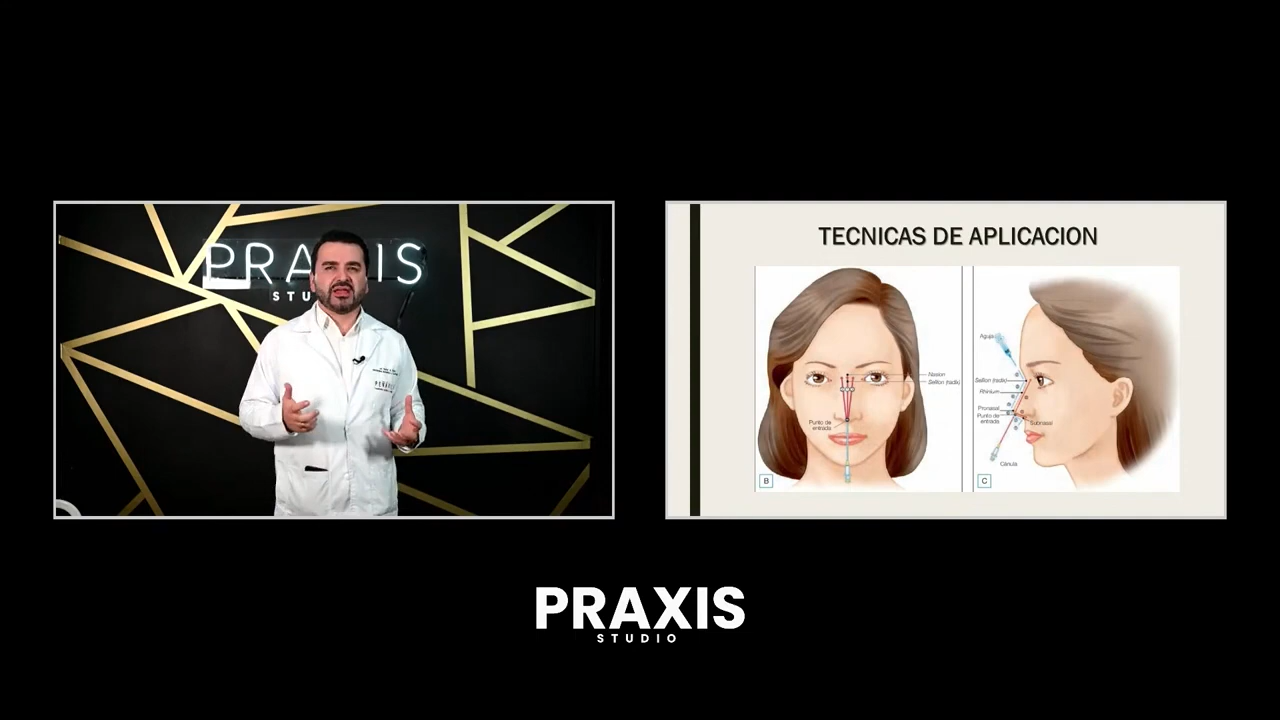 PRAXIS
STU
TECNICAS DE APLICACION
Nasion
Sellion (radix)
Punto de
entrada
B
Aguja
Sellion (radix)
Rhinium
Pronasal
Punto de
entrada
Subnasal
Cánula
C
PRAXIS
STUDIO